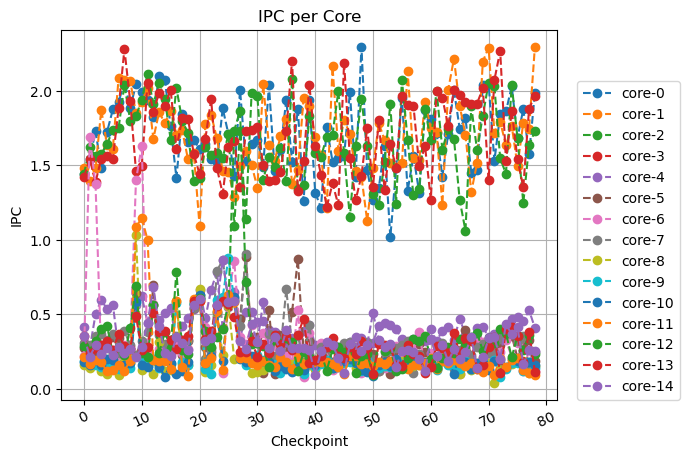 IPC per Core
IPC
2.0
1.5
1.0
0.5
0.0
0
10
20
30
40
50
60
70
80
Checkpoint
core-0
core-1
core-2
core-3
core-4
core-5
core-6
core-7
core-8
core-9
core-10
core-11
core-12
core-13
core-14